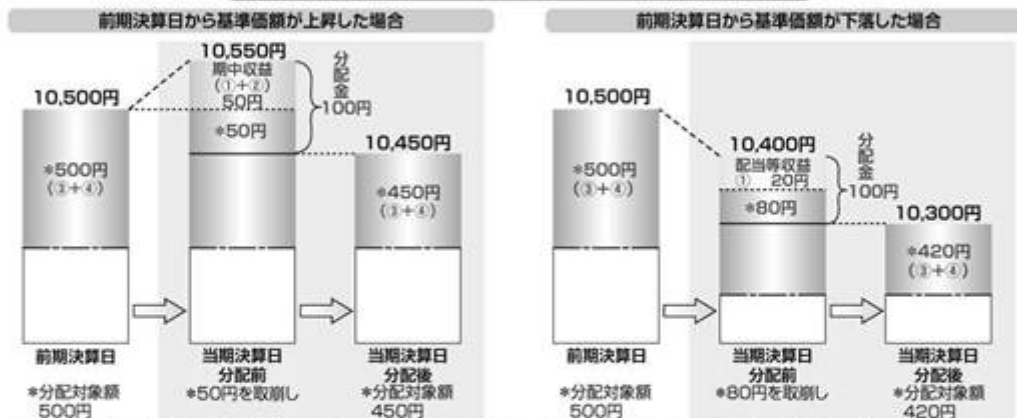 前期決算日から基準価額が上昇した場合
10,550円
期中収益
(①+②)
50円
*50円
分配金
100円
10,500円
*500円
(③+④)
10,450円
*450円
(③+④)
前期決算日
当期決算日
分配前
当期決算日
分配後
*分配対象額
500円
*50円を取崩し
*分配対象額
450円
前期決算日から基準価額が下落した場合
10,500円
*500円
(③+④)
10,400円
配当等収益
① 20円
*80円
分配金
100円
10,300円
*420円
(③+④)
前期決算日
当期決算日
分配前
当期決算日
分配後
*分配対象額
500円
*80円を取崩し
*分配対象額
420円